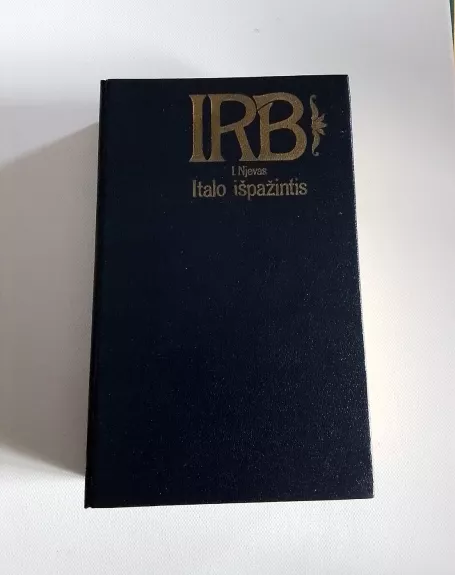 IRB
I. Njevas
Italo išpažintis